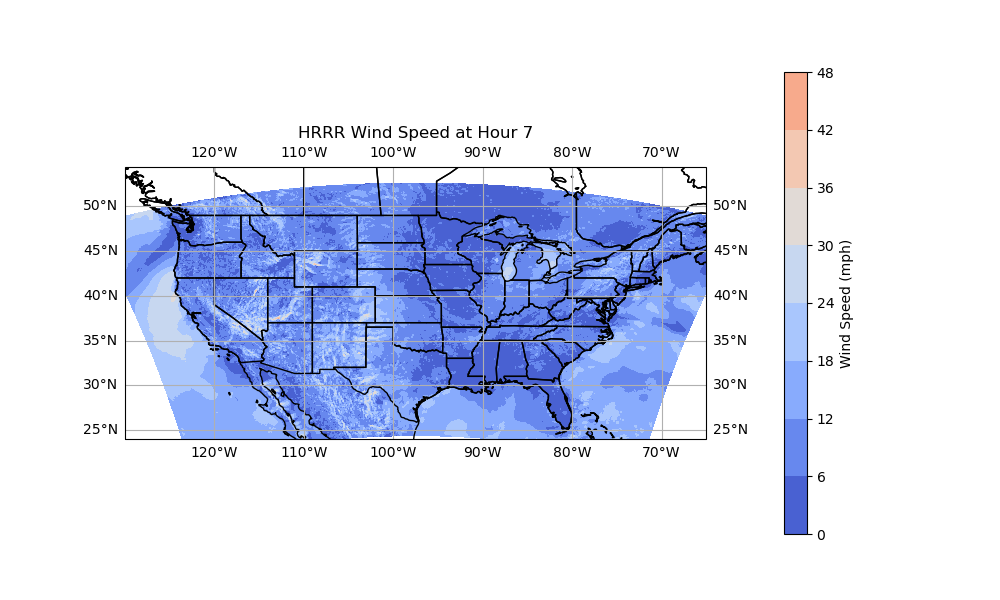 HRRR Wind Speed at Hour 7
120°W 110°W 100°W 90°W 80°W 70°W
50°N 50°N
45°N 45°N
40°N 40°N
35°N 35°N
30°N 30°N
25°N 25°N
120°W 110°W 100°W 90°W 80°W 70°W
48
42
36
30
24
18
12
6
0
Wind Speed (mph)